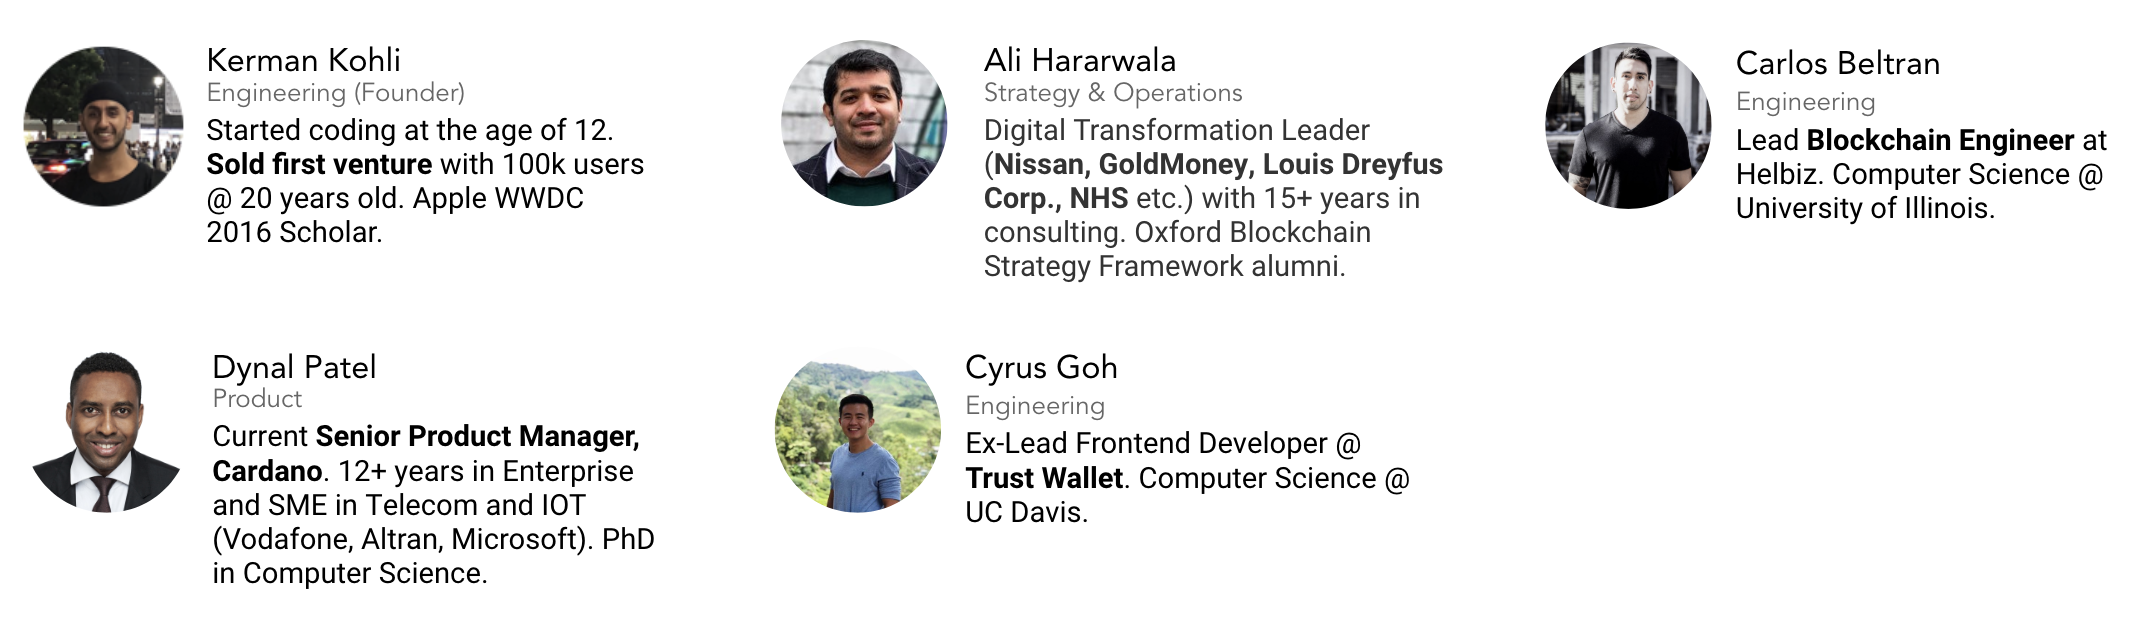 Kerman Kohli
Engineering (Founder)
Started coding at the age of 12.
Sold first venture with 100k users
@ 20 years old. Apple WWDC
2016 Scholar.
Ali Hararwala
Strategy & Operations
Digital Transformation Leader
(Nissan, GoldMoney, Louis Dreyfus
Corp., NHS etc.) with 15+ years in
consulting. Oxford Blockchain
Strategy Framework alumni.
Carlos Beltran
Engineering
Lead Blockchain Engineer at
Helbiz. Computer Science @
University of Illinois.
Dynal Patel
Product
Current Senior Product Manager,
Cardano. 12+ years in Enterprise
and SME in Telecom and IOT
(Vodafone, Altran, Microsoft). PhD
in Computer Science.
Cyrus Goh
Engineering
Ex-Lead Frontend Developer @
Trust Wallet. Computer Science @
UC Davis.